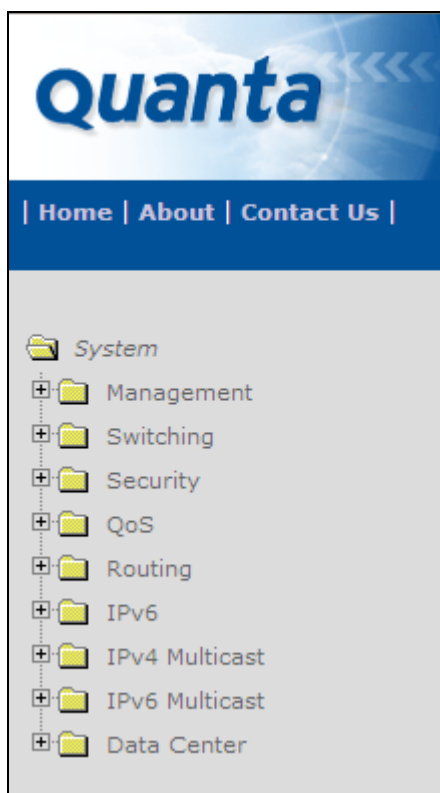 Quanta
| Home | About | Contact Us |
System
Management
Switching
Security
QoS
Routing
IPv6
IPv4 Multicast
IPv6 Multicast
Data Center